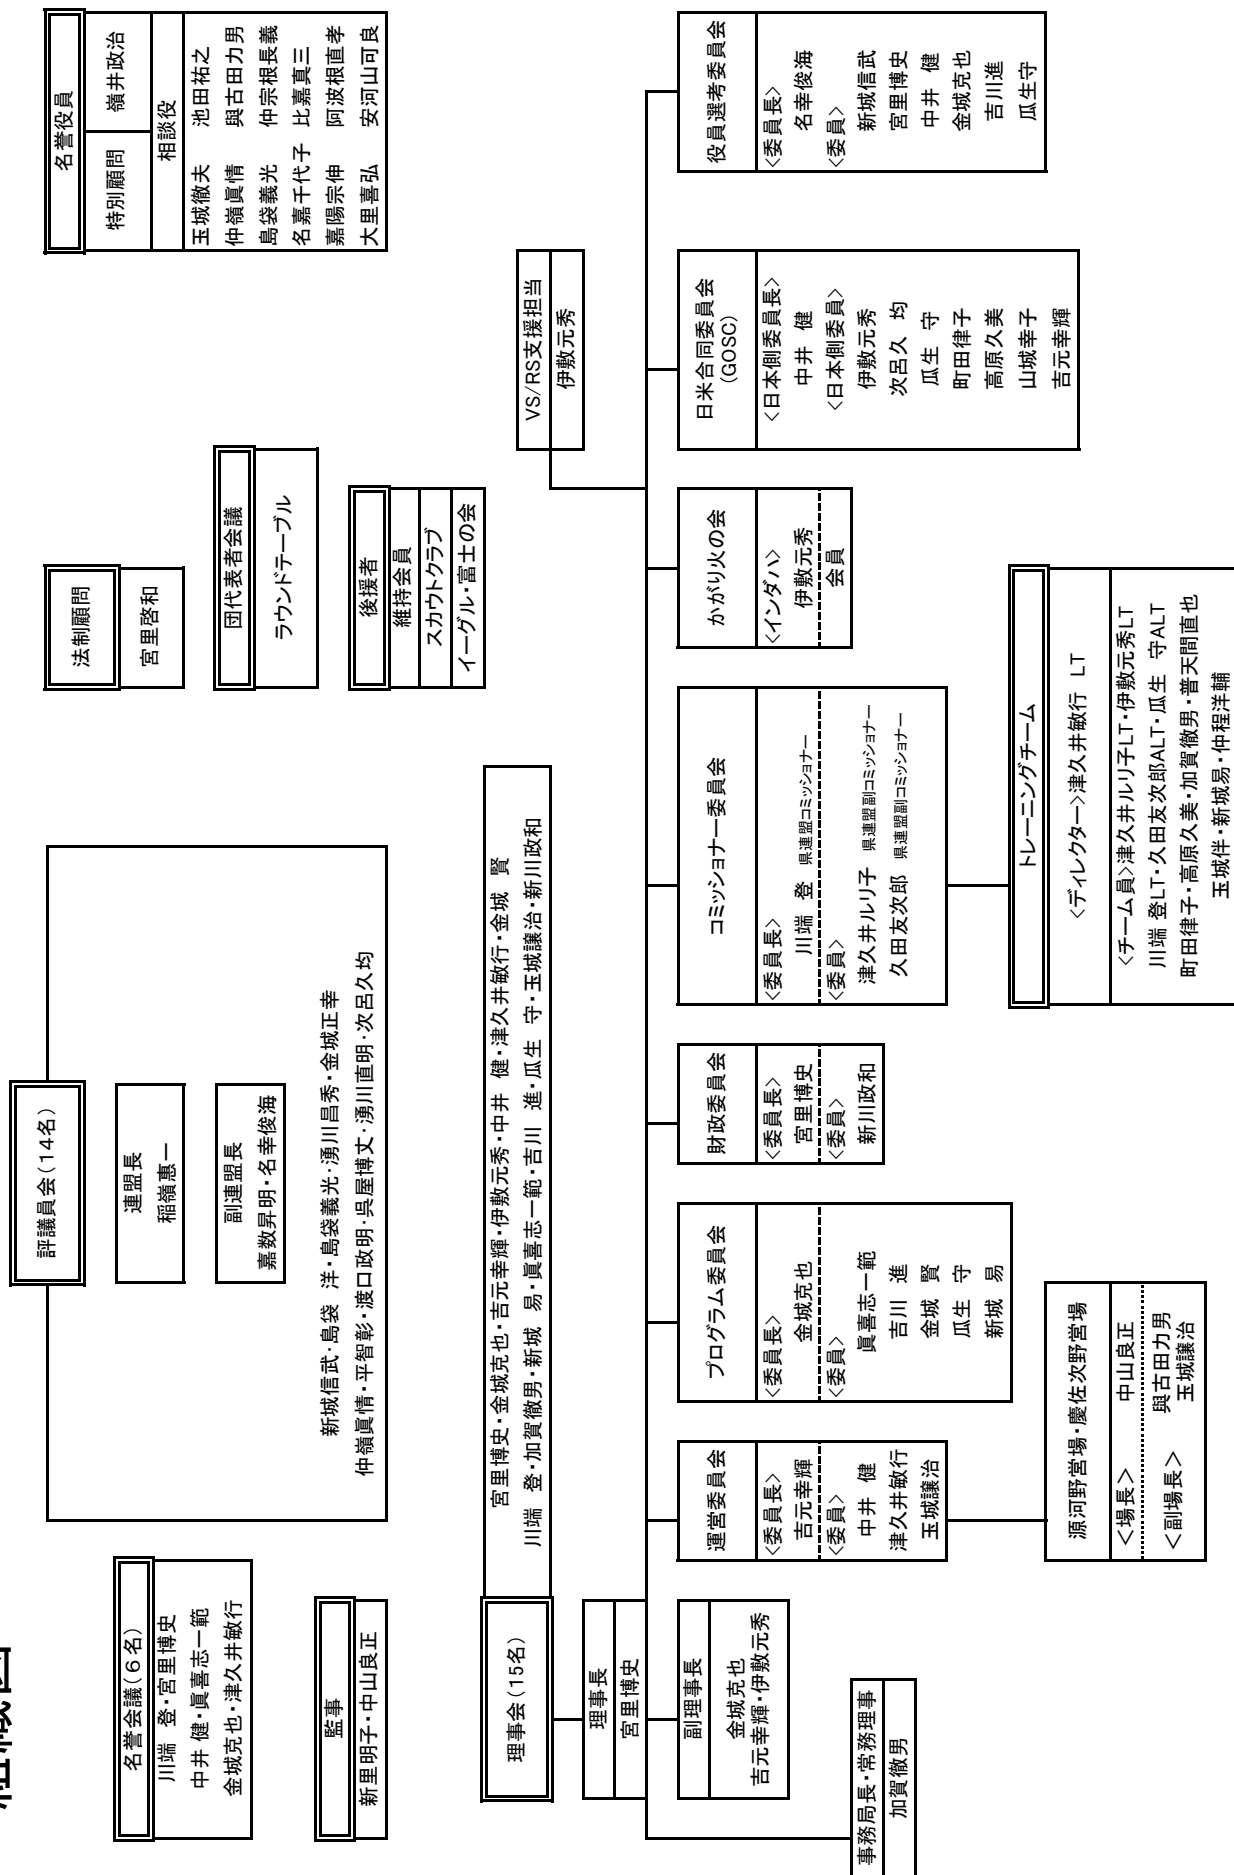 組織図
名誉会議(6名)
川端　登・宮里博史
中井 健・眞喜志一範
金城克也・津久井敏行
監事
新里明子・中山良正
評議員会(14名)
連盟長
稲嶺惠一
副連盟長
嘉数昇明・名幸俊海
新城信武・島袋　洋・島袋義光・湧川昌秀・金城正幸
仲嶺眞情・平智彰・渡口政明・呉屋博丈・湧川直明・次呂久均
法制顧問
宮里啓和
団代表者会議
ラウンドテーブル
後援者
維持会員
スカウトクラブ
イーグル・富士の会
名誉役員
特別顧問　嶺井政治
相談役
玉城徹夫　池田祐之
仲嶺眞情　與古田力男
島袋義光　仲宗根長義
名嘉千代子　比嘉真三
嘉陽宗伸　阿波根直孝
大里喜弘　安河山可良
理事会(15名)
宮里博史・金城克也・吉元幸輝・伊敷元秀・中井　健・津久井敏行・金城　賢
川端　登・加賀徹男・新城　易・眞喜志一範・吉川　進・瓜生　守・玉城譲治・新川政和
理事長
宮里博史
副理事長
金城克也
吉元幸輝・伊敷元秀
事務局長・常務理事
加賀徹男
VS/RS支援担当
伊敷元秀
運営委員会
<委員長>
吉元幸輝
<委員>
中井　健
津久井敏行
玉城譲治
源河野営場・慶佐次野営場
<場長>　中山良正
<副場長>　與古田力男
玉城譲治
プログラム委員会
<委員長>
金城克也
<委員>
眞喜志一範
吉川　進
金城　賢
瓜生　守
新城　易
財政委員会
<委員長>
宮里博史
<委員>
新川政和
コミッショナー委員会
<委員長>
川端　登 県連盟コミッショナー
<委員>
津久井ルリ子 県連盟副コミッショナー
久田友次郎 県連盟副コミッショナー
トレーニングチーム
<ディレクター>津久井敏行 LT
<チーム員>津久井ルリ子LT・伊敷元秀LT
川端 登LT・久田友次郎ALT・瓜生 守ALT
町田律子・高原久美・加賀徹男・普天間直也
玉城伴・新城易・仲程洋輔
かがり火の会
<インダハ>
伊敷元秀
会員
日米合同委員会
(GOSC)
<日本側委員長>
中井　健
<日本側委員>
伊敷元秀
次呂久 均
瓜生　守
町田律子
高原久美
山城幸子
吉元幸輝
役員選考委員会
<委員長>
名幸俊海
<委員>
新城信武
宮里博史
中井　健
金城克也
吉川進
瓜生守